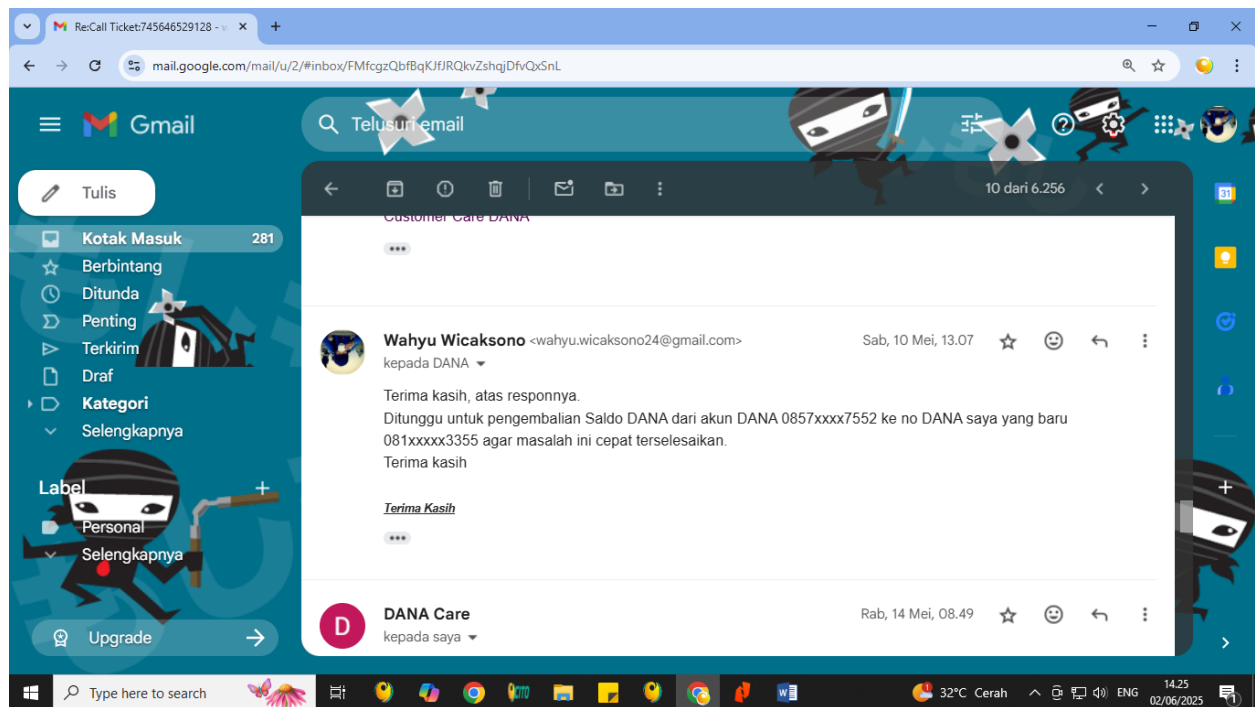 Re:Call Ticket:745646529128 - v
mail.google.com/mail/u/2/#inbox/FMfcgzQbfBqKJfJRQkvZshqjDfvQxSnL
Gmail
Telusuri email
Tulis
10 dari 6.256
31
Customer Care DANA
Kotak Masuk 281
Berbintang
Ditunda
Penting
Terkirim
Draf
Kategori
Selengkapnya
Label
Personal
Selengkapnya
Upgrade
Wahyu Wicaksono <wahyu.wicaksono24@gmail.com> Sab, 10 Mei, 13.07
kepada DANA
Terima kasih, atas responnya.
Ditunggu untuk pengembalian Saldo DANA dari akun DANA 0857xxxx7552 ke no DANA saya yang baru
081xxxxx3355 agar masalah ini cepat terselesaikan.
Terima kasih
Terima Kasih
D
DANA Care Rab, 14 Mei, 08.49
kepada saya
Type here to search
32°C Cerah
ENG
14.25
02/06/2025